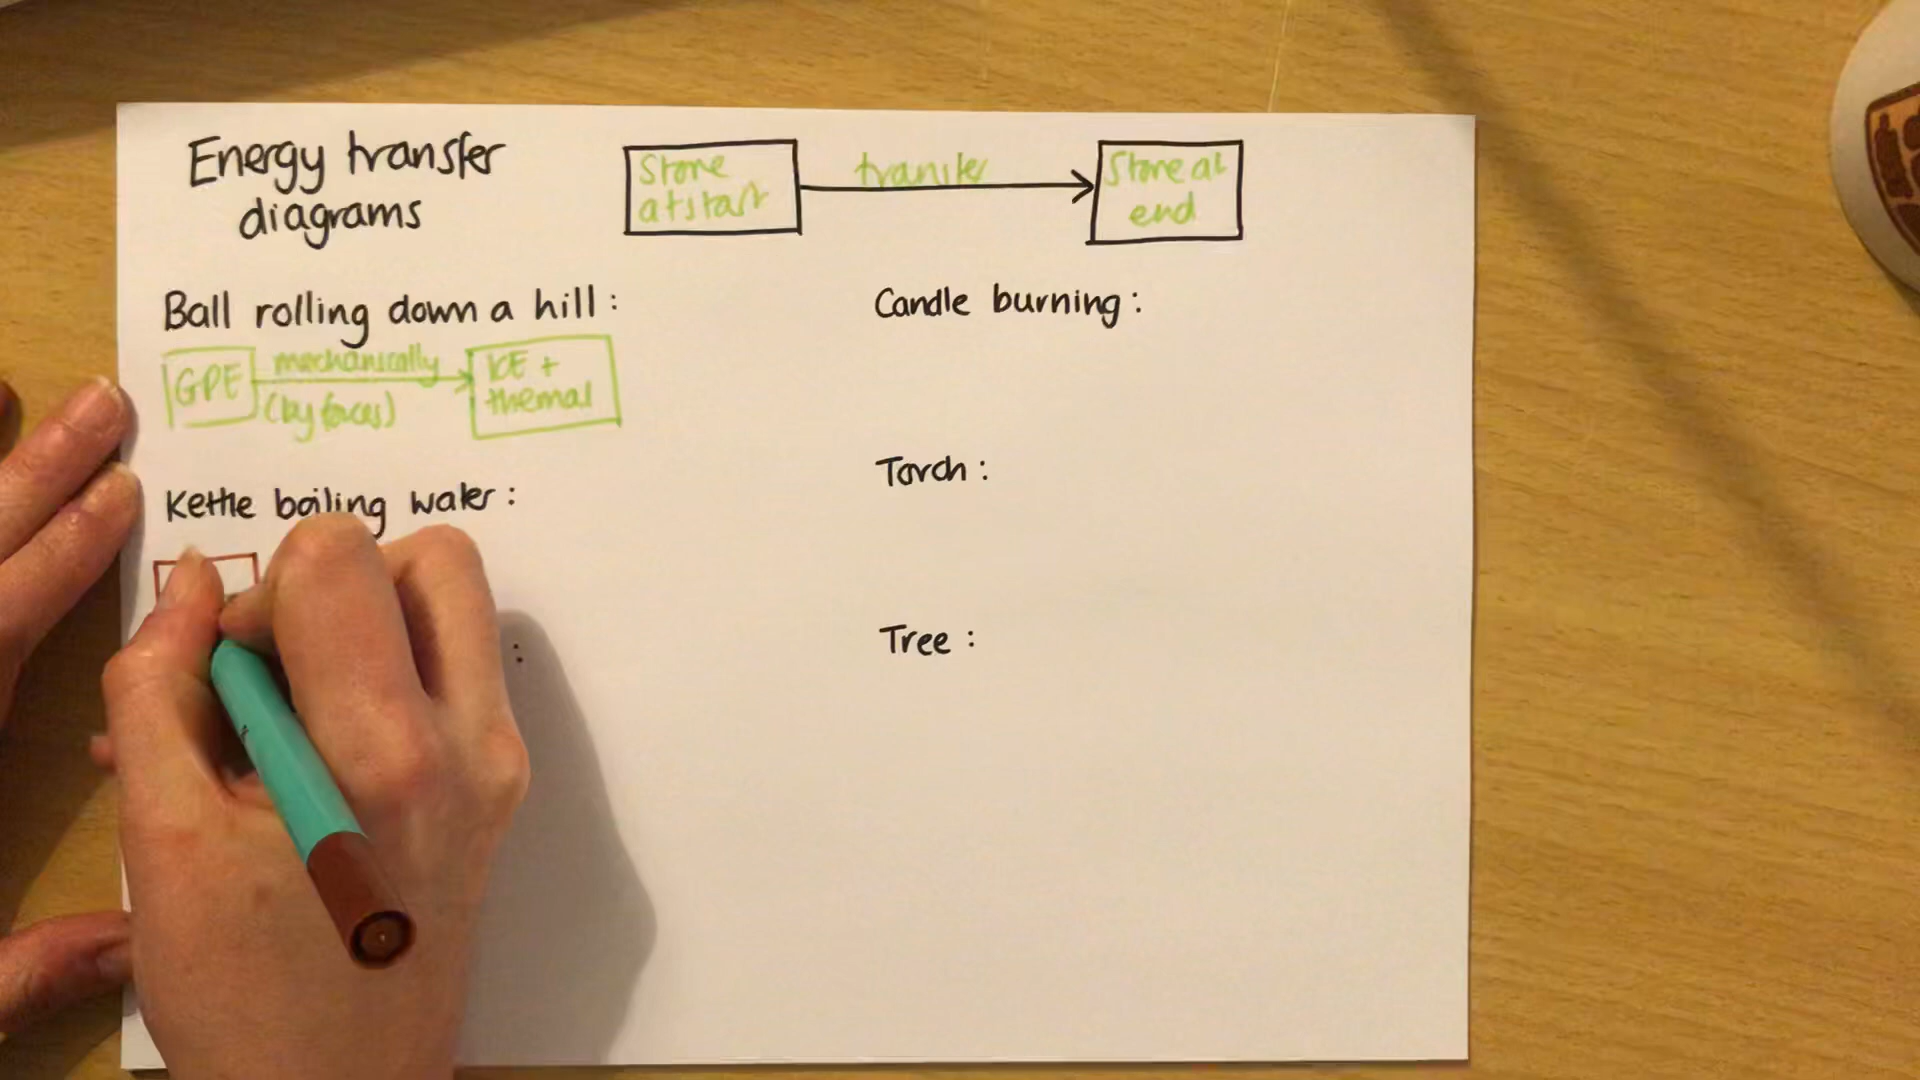 Energy transfer
diagrams
Store
at start
transfer
Store at
end
Ball rolling down a hill :
GPE
mechanically
(by forces)
KE +
themal
Kettle boiling water :
:
Candle burning :
Torch :
Tree :